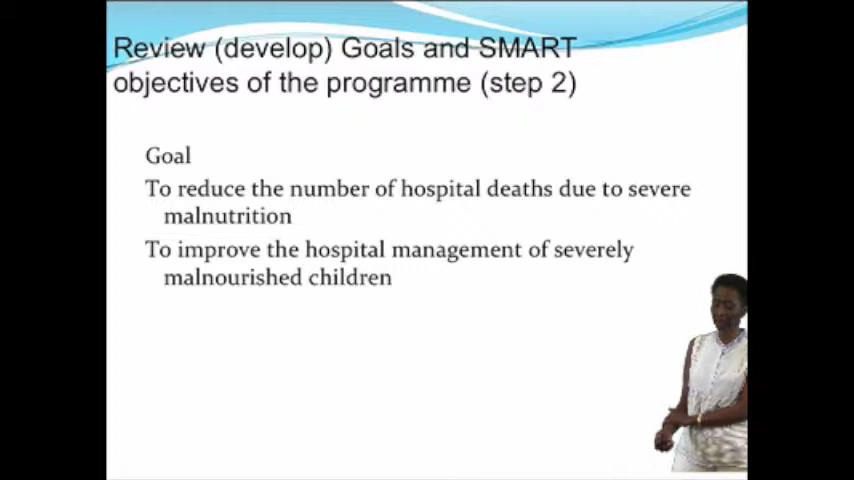 Review (develop) Goals and SMART
objectives of the programme (step 2)
Goal
To reduce the number of hospital deaths due to severe
malnutrition
To improve the hospital management of severely
malnourished children